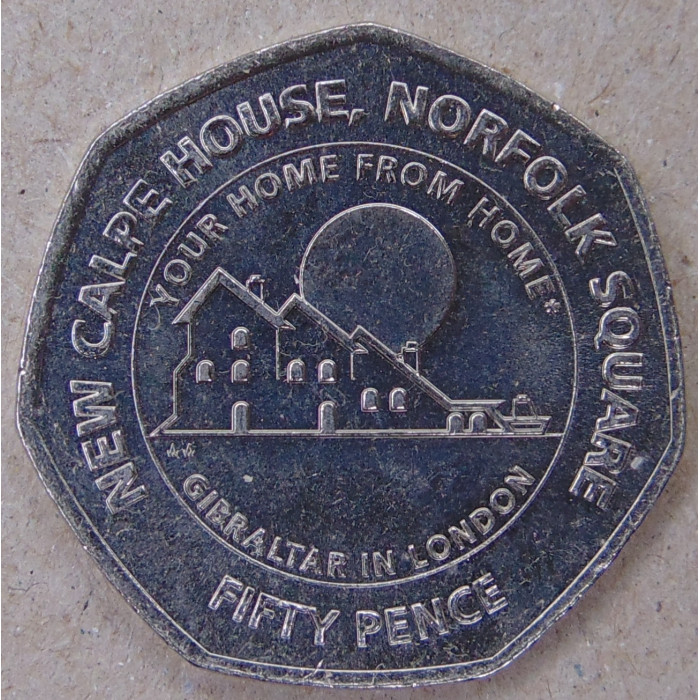 NEW CALPE HOUSE, NORFOLK SQUARE
YOUR HOME FROM HOME*
GIBRALTAR IN LONDON
FIFTY PENCE